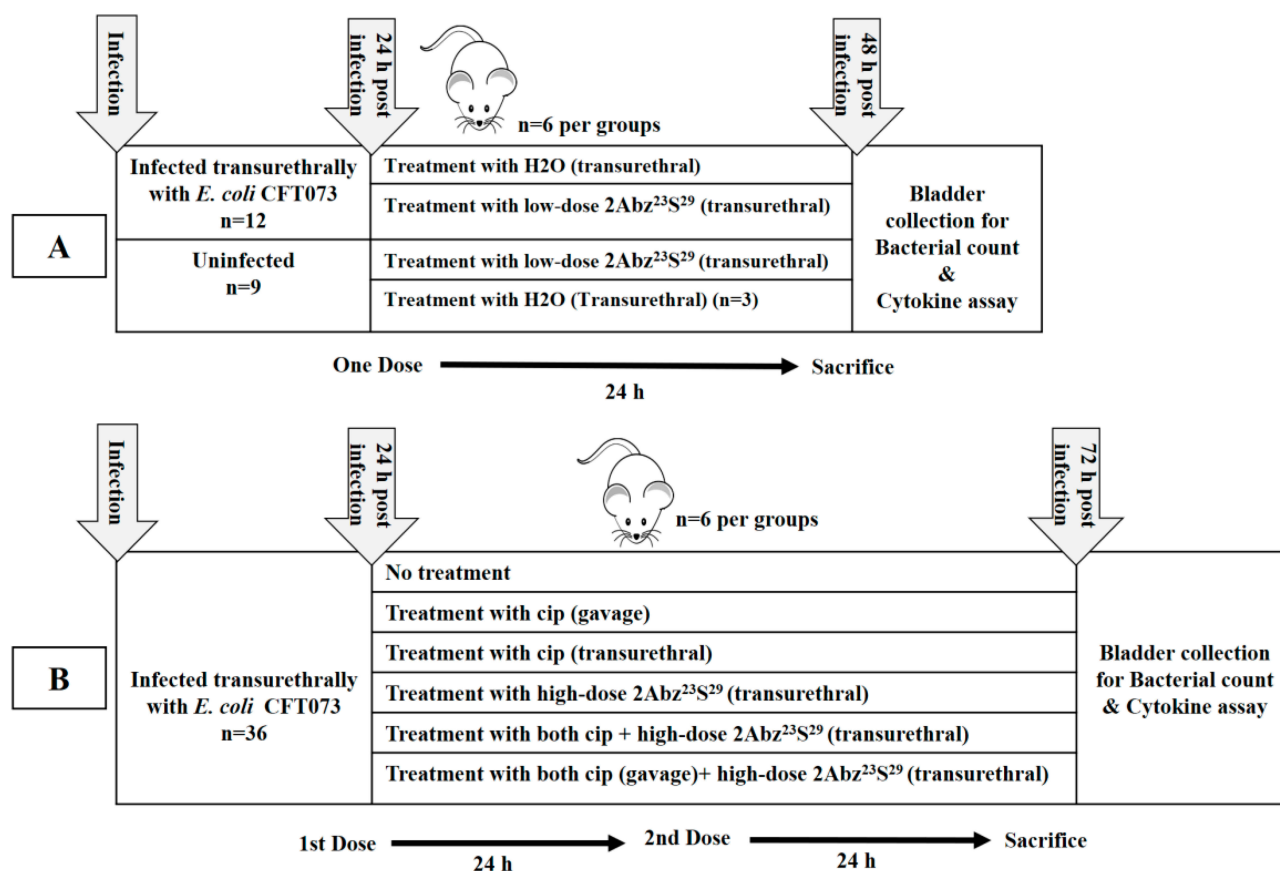 Infection
24 h post
infection
48 h post
infection
n=6 per groups
A
Infected transurethrally
with E. coli CFT073
n=12
Uninfected
n=9
Treatment with H2O (transurethral)
Treatment with low-dose 2Abz²³S²⁹ (transurethral)
Treatment with low-dose 2Abz²³S²⁹ (transurethral)
Treatment with H2O (Transurethral) (n=3)
Bladder
collection for
Bacterial count
&
Cytokine assay
One Dose
24 h
Sacrifice
Infection
24 h post
infection
72 h post
infection
n=6 per groups
B
Infected transurethrally
with E. coli CFT073
n=36
No treatment
Treatment with cip (gavage)
Treatment with cip (transurethral)
Treatment with high-dose 2Abz²³S²⁹ (transurethral)
Treatment with both cip + high-dose 2Abz²³S²⁹ (transurethral)
Treatment with both cip (gavage)+ high-dose 2Abz²³S²⁹ (transurethral)
Bladder collection
for Bacterial count
& Cytokine assay
1st Dose
24 h
2nd Dose
24 h
Sacrifice